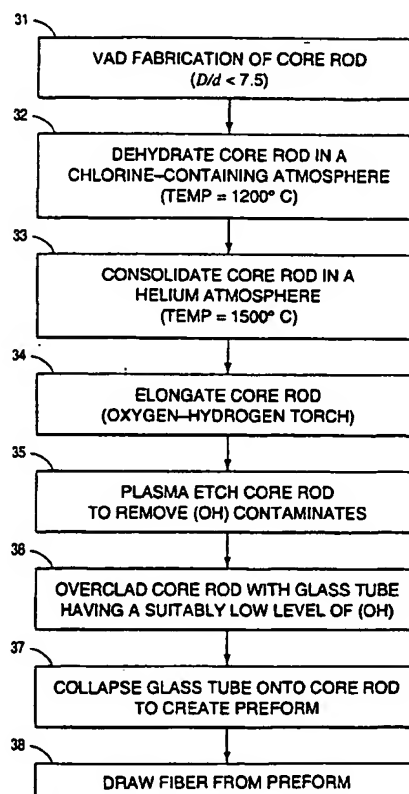 31
VAD FABRICATION OF CORE ROD
(D/d < 7.5)
32
DEHYDRATE CORE ROD IN A
CHLORINE–CONTAINING ATMOSPHERE
(TEMP = 1200° C)
33
CONSOLIDATE CORE ROD IN A
HELIUM ATMOSPHERE
(TEMP = 1500° C)
34
ELONGATE CORE ROD
(OXYGEN–HYDROGEN TORCH)
35
PLASMA ETCH CORE ROD
TO REMOVE (OH) CONTAMINATES
36
OVERCLAD CORE ROD WITH GLASS TUBE
HAVING A SUITABLY LOW LEVEL OF (OH)
37
COLLAPSE GLASS TUBE ONTO CORE ROD
TO CREATE PREFORM
38
DRAW FIBER FROM PREFORM